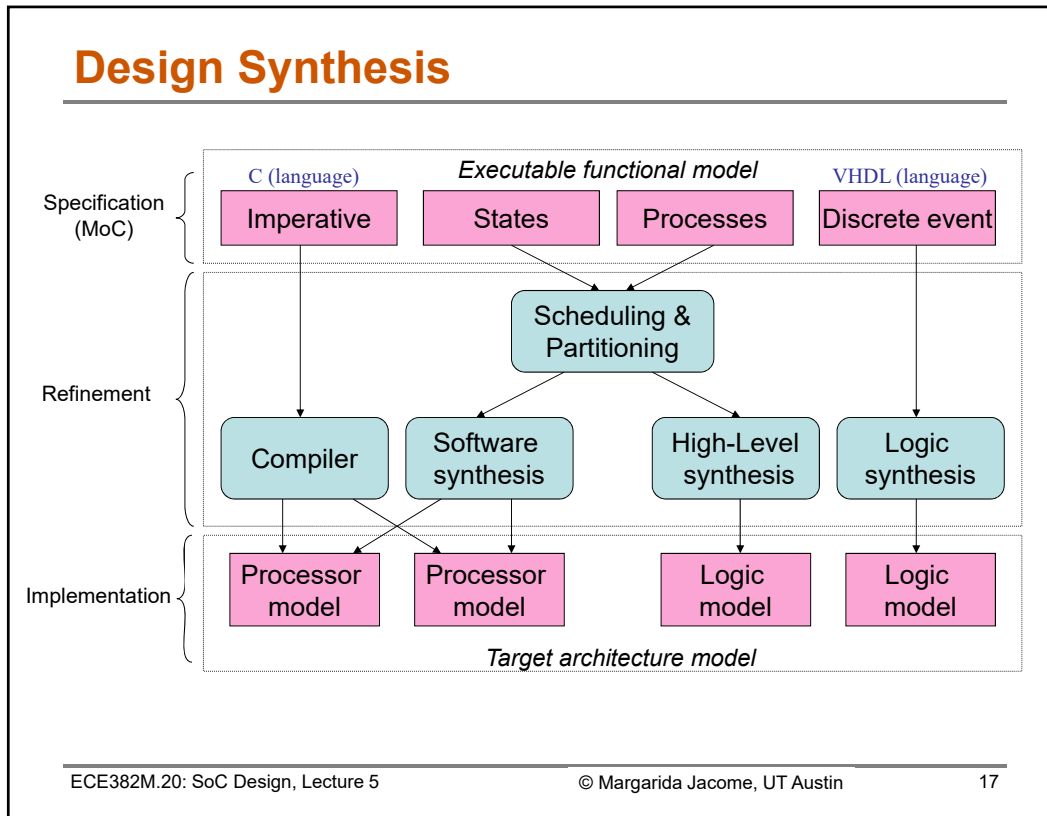 Design Synthesis
Executable functional model
C (language)
VHDL (language)
Specification
(MoC)
Imperative
States
Processes
Discrete event
Scheduling &
Partitioning
Refinement
Compiler
Software
synthesis
High-Level
synthesis
Logic
synthesis
Implementation
Processor
model
Processor
model
Logic
model
Logic
model
Target architecture model
ECE382M.20: SoC Design, Lecture 5
© Margarida Jacome, UT Austin
17